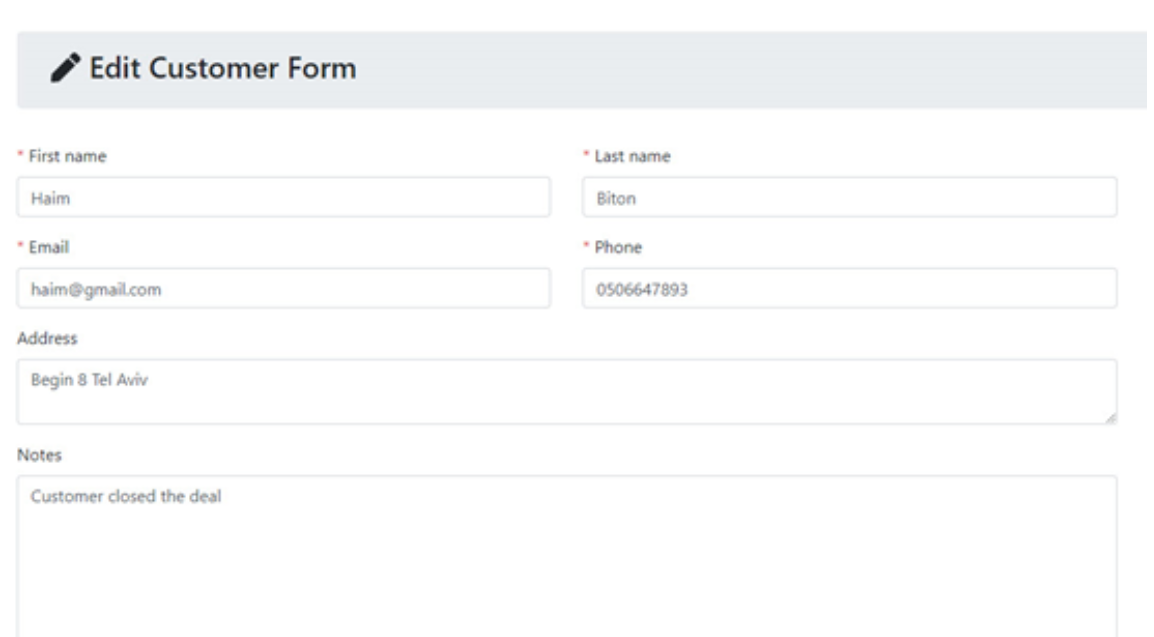 Edit Customer Form
* First name
* Last name
Haim
Biton
* Email
* Phone
haim@gmail.com
0506647893
Address
Begin 8 Tel Aviv
Notes
Customer closed the deal